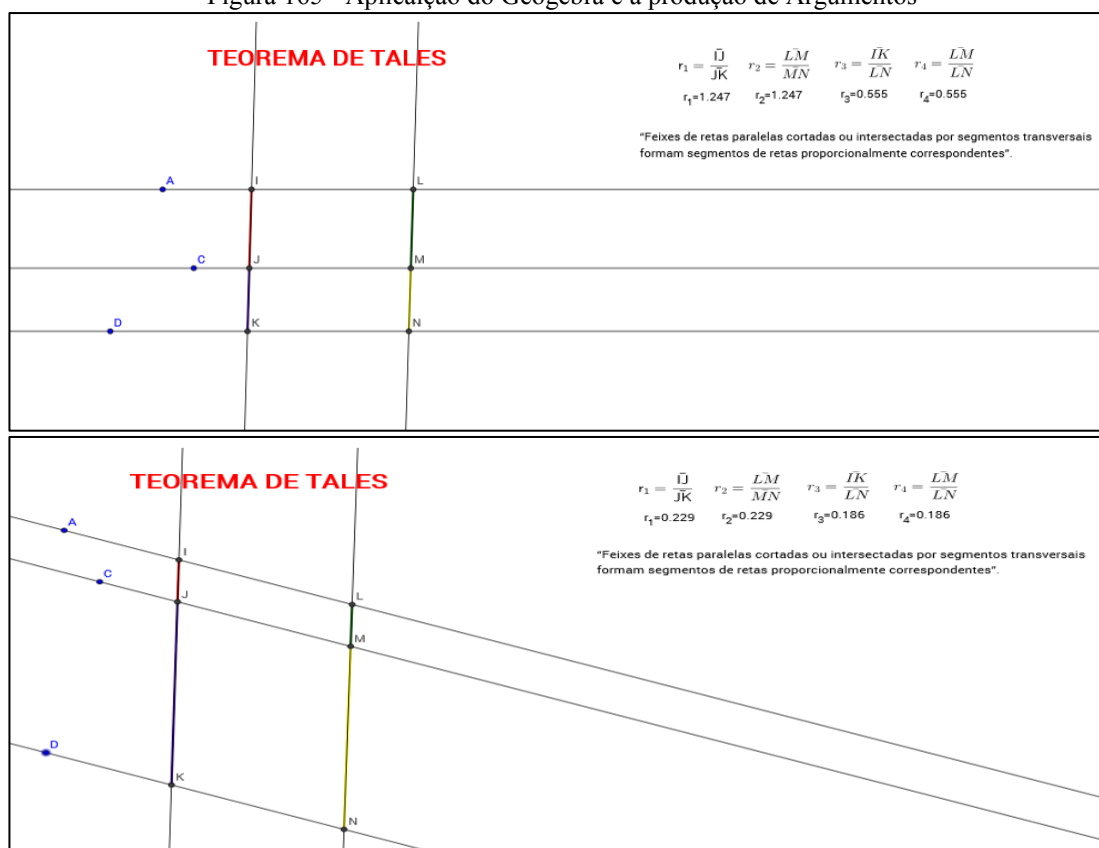 Figura 165 - Aplicação do Geogebra e a produção de Argumentos
TEOREMA DE TALES
r₁ = IJ̄/JK̄ r₂ = LM̄/MN̄ r₃ = IK̄/LN̄ r₄ = LM̄/LN̄
r₁=1.247 r₂=1.247 r₃=0.555 r₄=0.555
"Feixes de retas paralelas cortadas ou intersectadas por segmentos transversais
formam segmentos de retas proporcionalmente correspondentes".
A
I
L
C
J
M
D
K
N
TEOREMA DE TALES
r₁ = IJ̄/JK̄ r₂ = LM̄/MN̄ r₃ = IK̄/LN̄ r₄ = LM̄/LN̄
r₁=0.229 r₂=0.229 r₃=0.186 r₄=0.186
"Feixes de retas paralelas cortadas ou intersectadas por segmentos transversais
formam segmentos de retas proporcionalmente correspondentes".
A
I
C
J
L
M
D
K
N